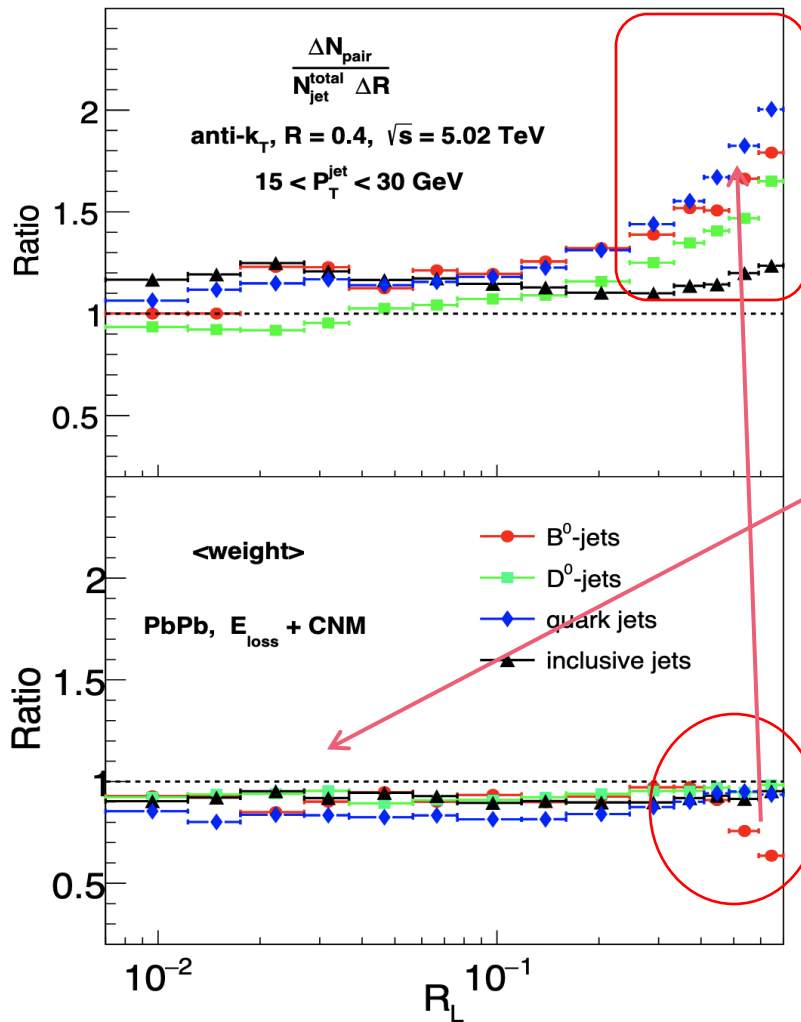 ΔN_pair
N_jet^total ΔR
anti-k_T, R = 0.4, √s = 5.02 TeV
15 < P_T^jet < 30 GeV
Ratio
2
1.5
1
0.5
<weight>
PbPb, E_loss + CNM
B⁰-jets
D⁰-jets
quark jets
inclusive jets
Ratio
2
1.5
1
0.5
10⁻²
10⁻¹
R_L